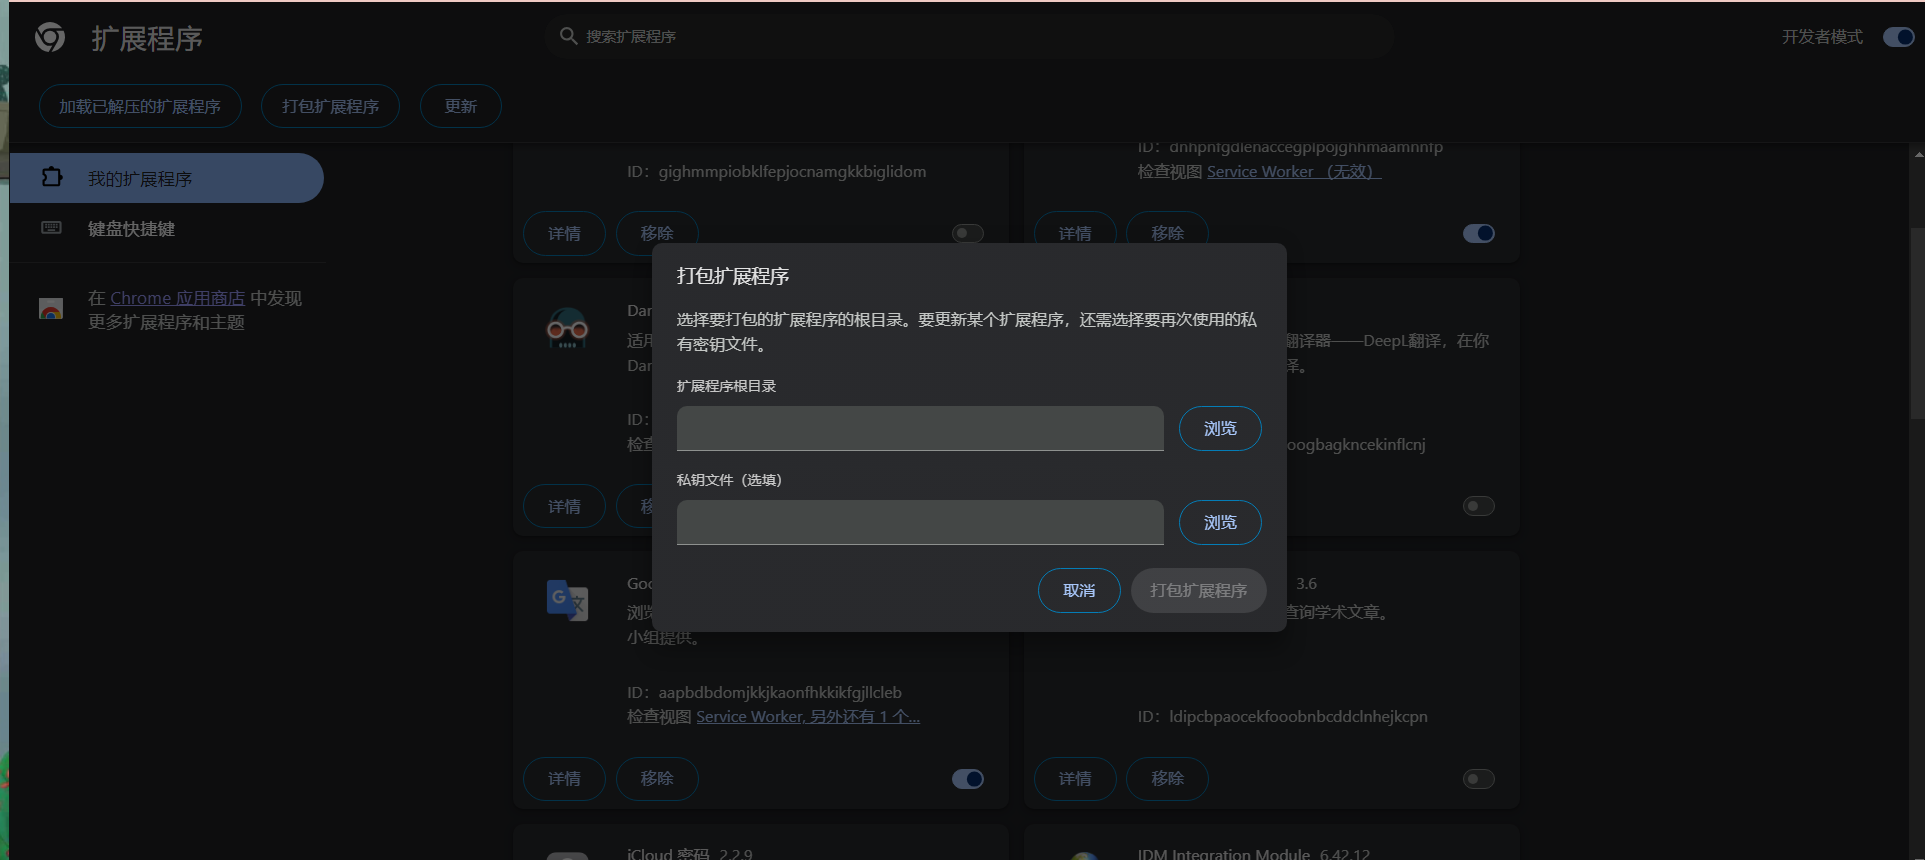 扩展程序
搜索扩展程序
开发者模式
加载已解压的扩展程序
打包扩展程序
更新
我的扩展程序
键盘快捷键
在 Chrome 应用商店 中发现
更多扩展程序和主题
ID：gighmmpiobklfepjocnamgkkbiglidom
详情
移除
ID：dnhpnfgdlenaccegplpojghhmaamnnfp
检查视图 Service Worker （无效）
详情
移除
打包扩展程序
选择要打包的扩展程序的根目录。要更新某个扩展程序，还需选择要再次使用的私
有密钥文件。
扩展程序根目录
浏览
私钥文件（选填）
浏览
取消
打包扩展程序
Dar
适用
Dar
ID：
检查
详情
移
翻译器——DeepL翻译，在你
译。
oogbagkncekinflcnj
Goo
浏览
小组提供。
ID：aapbdbdomjkkjkaonfhkkikfgjllcleb
检查视图 Service Worker, 另外还有 1 个...
详情
移除
3.6
查询学术文章。
ID：ldipcbpaocekfooobnbcddclnhejkcpn
详情
移除
iCloud 密码 2.2.9
IDM Integration Module 6.42.12